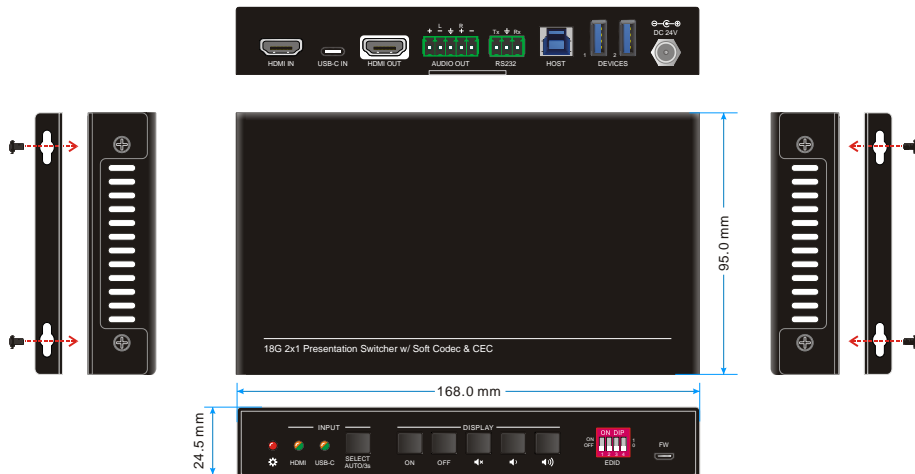 L R
+ − ⏚ + −
Tx ⏚ Rx
DC 24V
1 2
HDMI IN USB-C IN HDMI OUT AUDIO OUT RS232 HOST DEVICES
95.0 mm
18G 2x1 Presentation Switcher w/ Soft Codec & CEC
168.0 mm
24.5 mm
INPUT DISPLAY
ON DIP
ON 1
OFF 0
1 2 3 4
HDMI USB-C SELECT AUTO/3s
ON OFF
EDID
FW